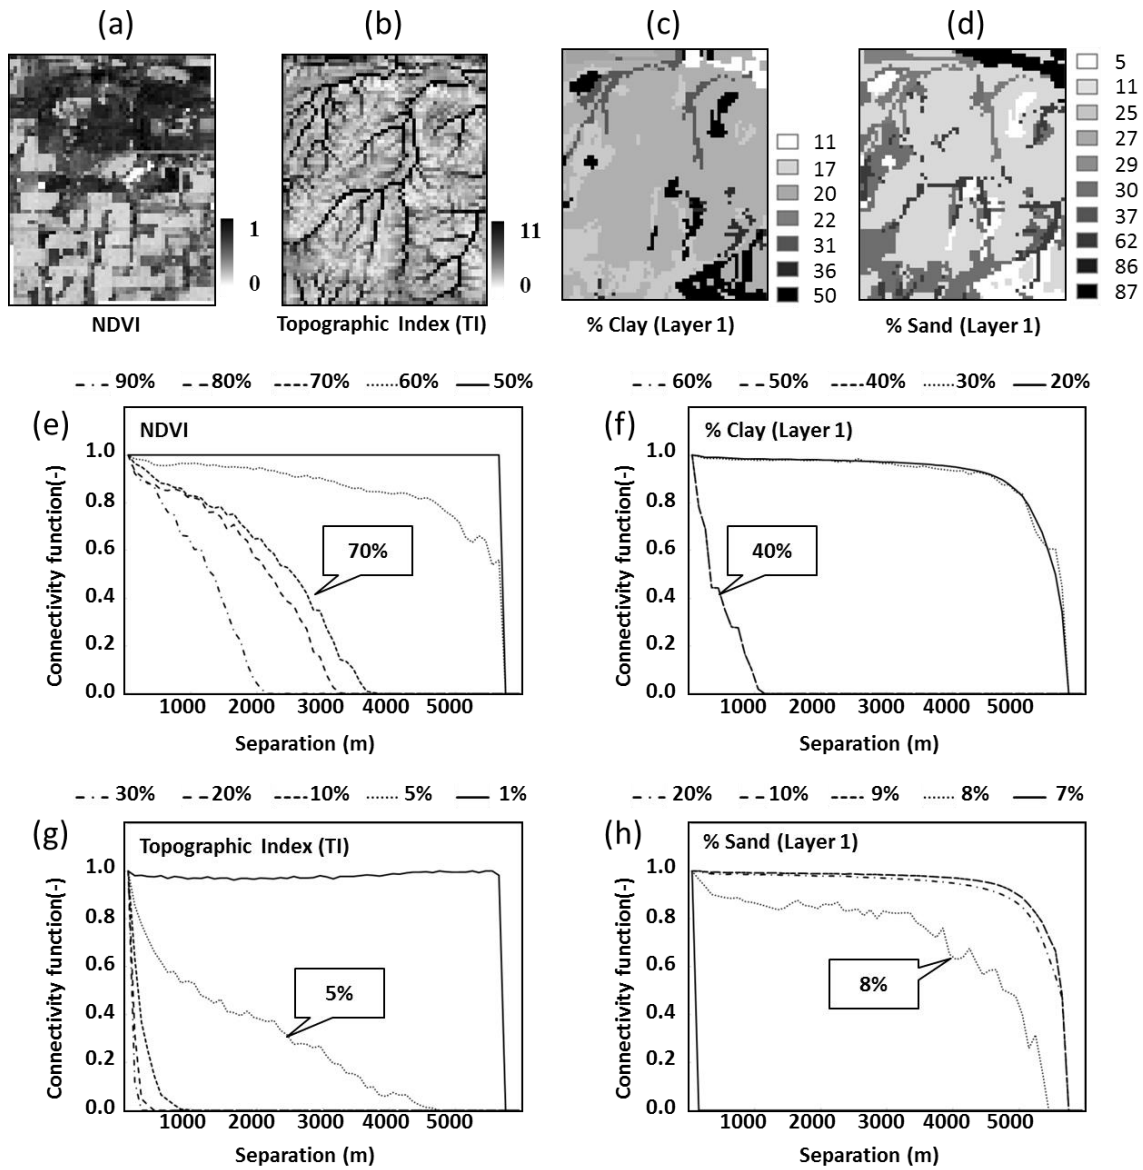 (a) (b) (c) (d)
1
0
NDVI
11
0
Topographic Index (TI)
11
17
20
22
31
36
50
% Clay (Layer 1)
5
11
25
27
29
30
37
62
86
87
% Sand (Layer 1)
90% 80% 70% 60% 50%
(e)
NDVI
Connectivity function(-)
1.0
0.8
0.6
0.4
0.2
0.0
70%
1000 2000 3000 4000 5000
Separation (m)
60% 50% 40% 30% 20%
(f)
% Clay (Layer 1)
Connectivity function(-)
1.0
0.8
0.6
0.4
0.2
0.0
40%
1000 2000 3000 4000 5000
Separation (m)
30% 20% 10% 5% 1%
(g)
Topographic Index (TI)
Connectivity function(-)
1.0
0.8
0.6
0.4
0.2
0.0
5%
1000 2000 3000 4000 5000
Separation (m)
20% 10% 9% 8% 7%
(h)
% Sand (Layer 1)
Connectivity function(-)
1.0
0.8
0.6
0.4
0.2
0.0
8%
1000 2000 3000 4000 5000
Separation (m)